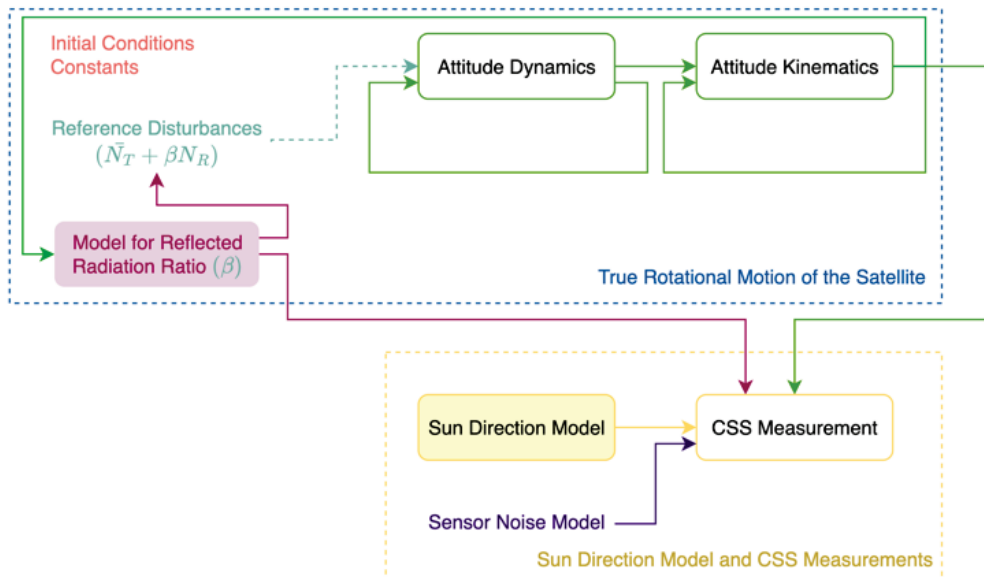 Initial Conditions
Constants
Attitude Dynamics
Attitude Kinematics
Reference Disturbances
(N̄_T + βN_R)
Model for Reflected
Radiation Ratio (β)
True Rotational Motion of the Satellite
Sun Direction Model
CSS Measurement
Sensor Noise Model
Sun Direction Model and CSS Measurements